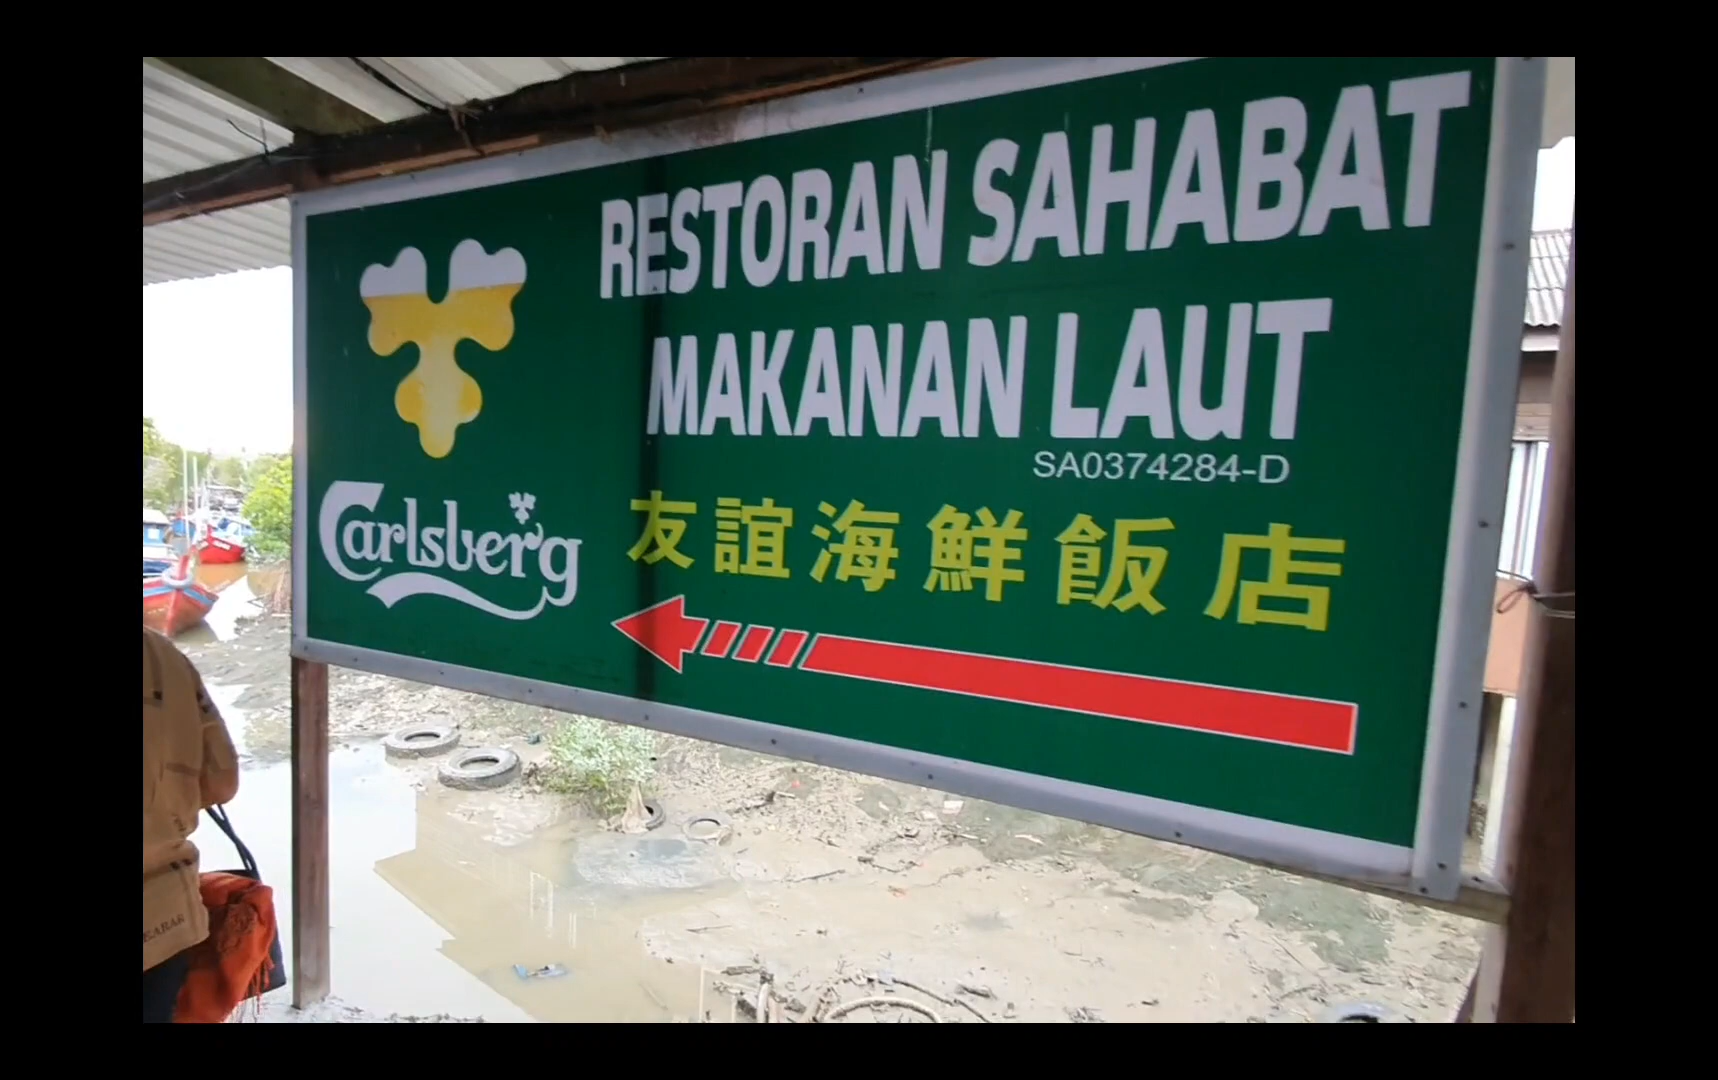 RESTORAN SAHABAT
MAKANAN LAUT
SA0374284-D
友誼海鮮飯店
Carlsberg